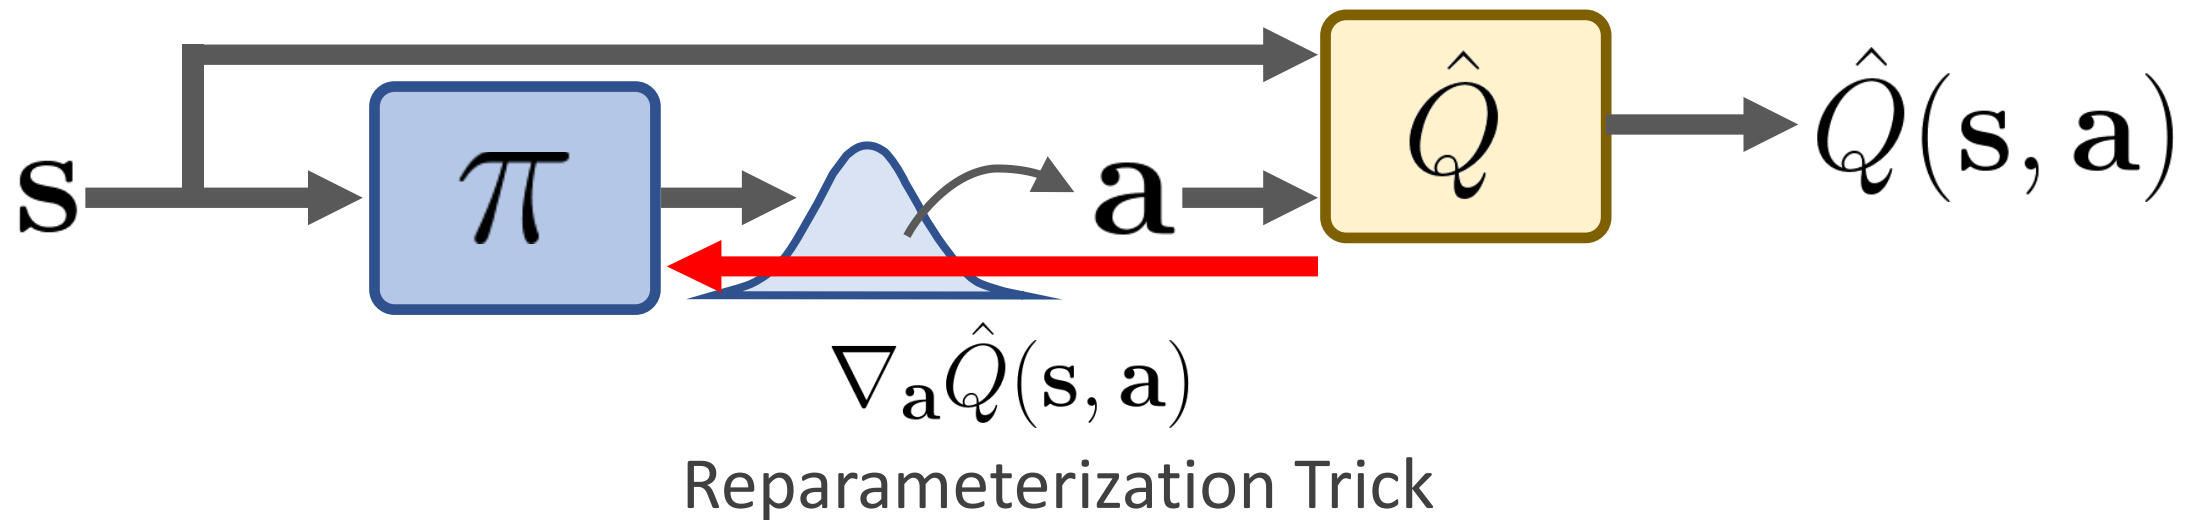 s
π
a
Q̂
Q̂(s, a)
∇ₐQ̂(s, a)
Reparameterization Trick